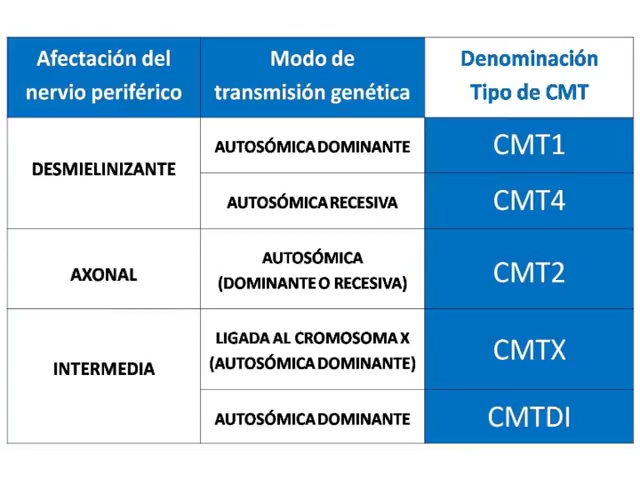 Afectación del
nervio periférico
Modo de
transmisión genética
Denominación
Tipo de CMT
DESMIELINIZANTE
AUTOSÓMICA DOMINANTE
CMT1
AUTOSÓMICA RECESIVA
CMT4
AXONAL
AUTOSÓMICA
(DOMINANTE O RECESIVA)
CMT2
INTERMEDIA
LIGADA AL CROMOSOMA X
(AUTOSÓMICA DOMINANTE)
CMTX
AUTOSÓMICA DOMINANTE
CMTDI